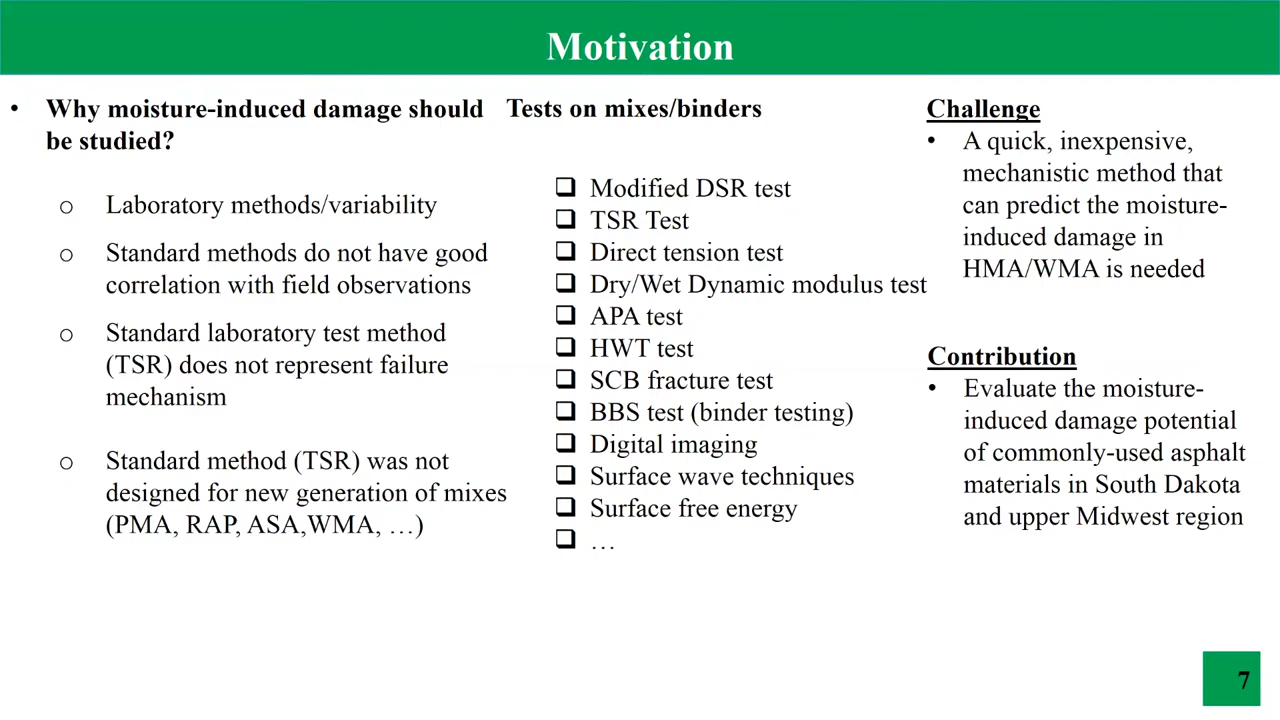 Motivation
• Why moisture-induced damage should
be studied?
o Laboratory methods/variability
o Standard methods do not have good
correlation with field observations
o Standard laboratory test method
(TSR) does not represent failure
mechanism
o Standard method (TSR) was not
designed for new generation of mixes
(PMA, RAP, ASA,WMA, …)
Tests on mixes/binders
❑ Modified DSR test
❑ TSR Test
❑ Direct tension test
❑ Dry/Wet Dynamic modulus test
❑ APA test
❑ HWT test
❑ SCB fracture test
❑ BBS test (binder testing)
❑ Digital imaging
❑ Surface wave techniques
❑ Surface free energy
❑ …
Challenge
• A quick, inexpensive,
mechanistic method that
can predict the moisture-
induced damage in
HMA/WMA is needed
Contribution
• Evaluate the moisture-
induced damage potential
of commonly-used asphalt
materials in South Dakota
and upper Midwest region
7